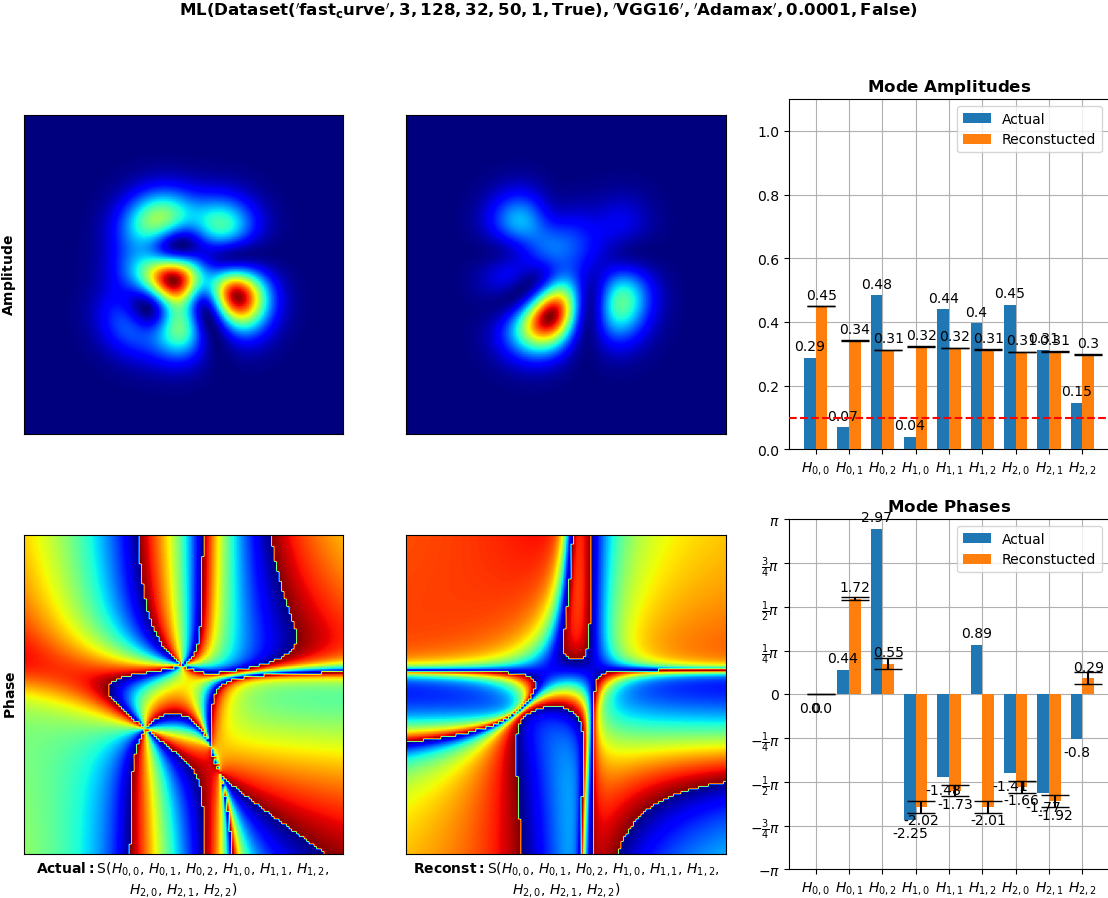 ML(Dataset('fast_curve', 3, 128, 32, 50, 1, True), 'VGG16', 'Adamax', 0.0001, False)
Amplitude
Mode Amplitudes
Actual
Reconstucted
1.0
0.8
0.6
0.4
0.2
0.0
0.29
0.45
0.07
0.34
0.48
0.31
0.04
0.32
0.44
0.32
0.4
0.31
0.45
0.31
0.31
0.31
0.15
0.3
H0,0 H0,1 H0,2 H1,0 H1,1 H1,2 H2,0 H2,1 H2,2
Phase
Actual: S(H0,0, H0,1, H0,2, H1,0, H1,1, H1,2,
H2,0, H2,1, H2,2)
Reconst: S(H0,0, H0,1, H0,2, H1,0, H1,1, H1,2,
H2,0, H2,1, H2,2)
Mode Phases
Actual
Reconstucted
π
3/4π
1/2π
1/4π
0
-1/4π
-1/2π
-3/4π
-π
0.0
0.0
0.44
1.72
2.97
0.55
-2.25
-2.02
-1.48
-1.73
0.89
-2.01
-1.66
-1.77
-1.92
-0.8
0.29
H0,0 H0,1 H0,2 H1,0 H1,1 H1,2 H2,0 H2,1 H2,2